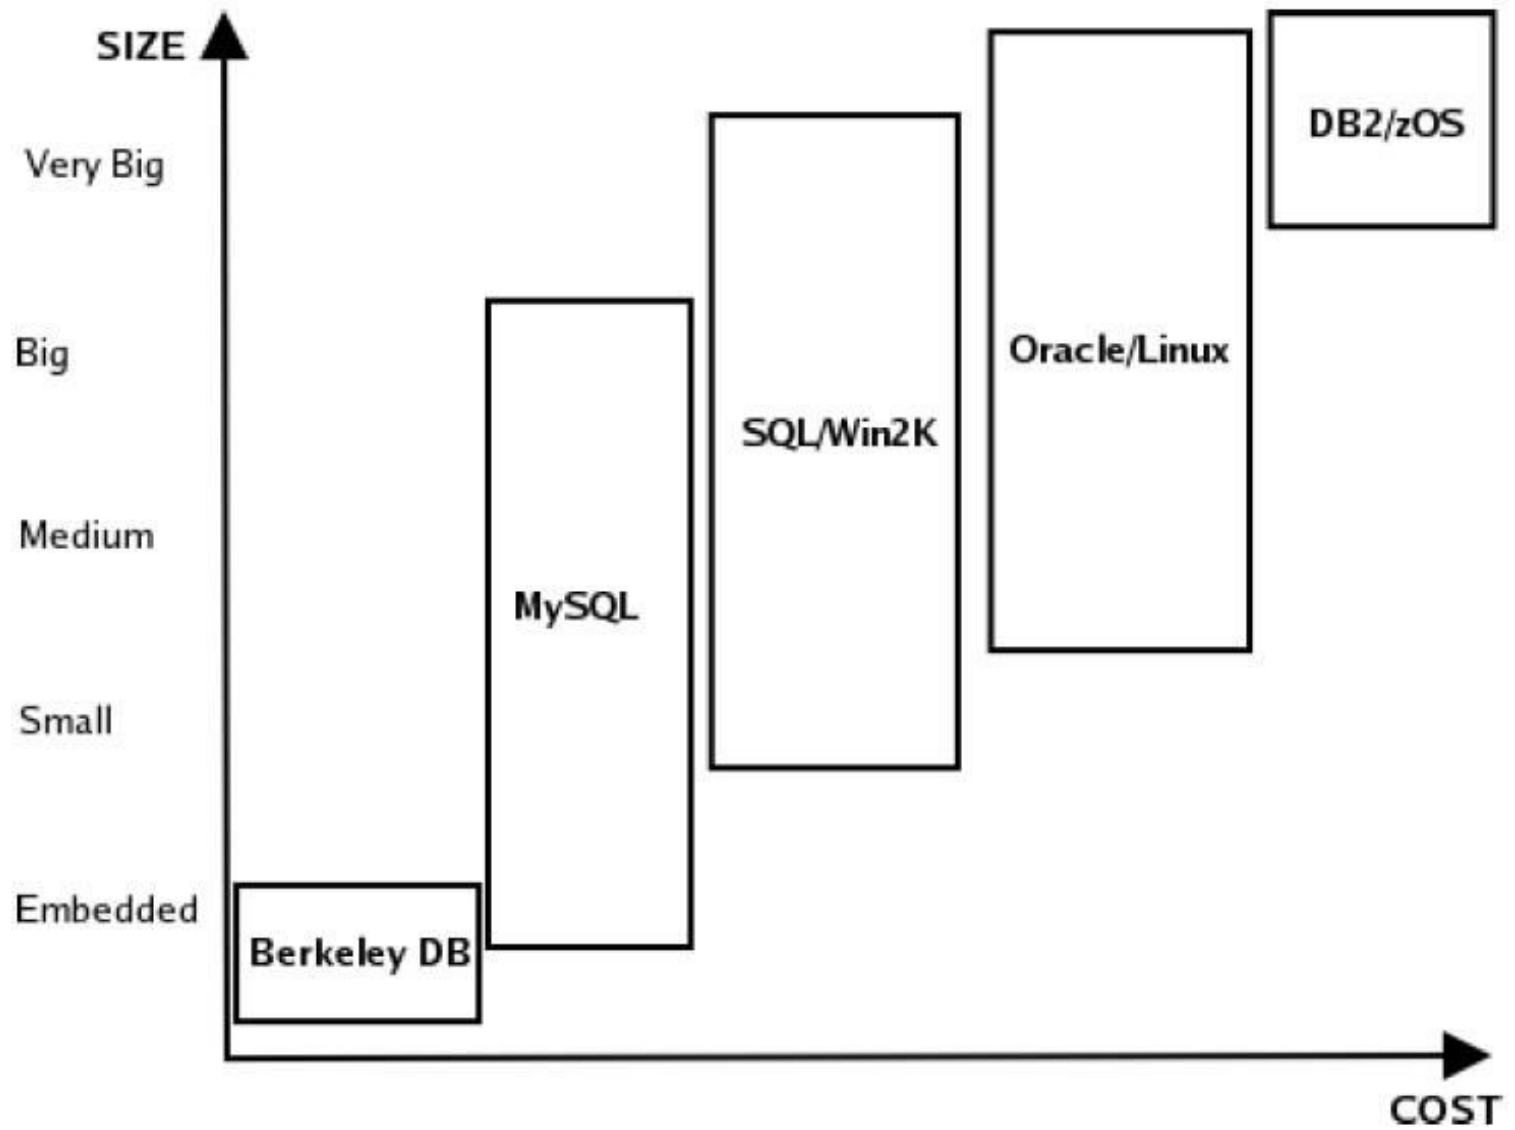 SIZE
DB2/zOS
Very Big
Big
Oracle/Linux
SQL/Win2K
Medium
MySQL
Small
Embedded
Berkeley DB
COST